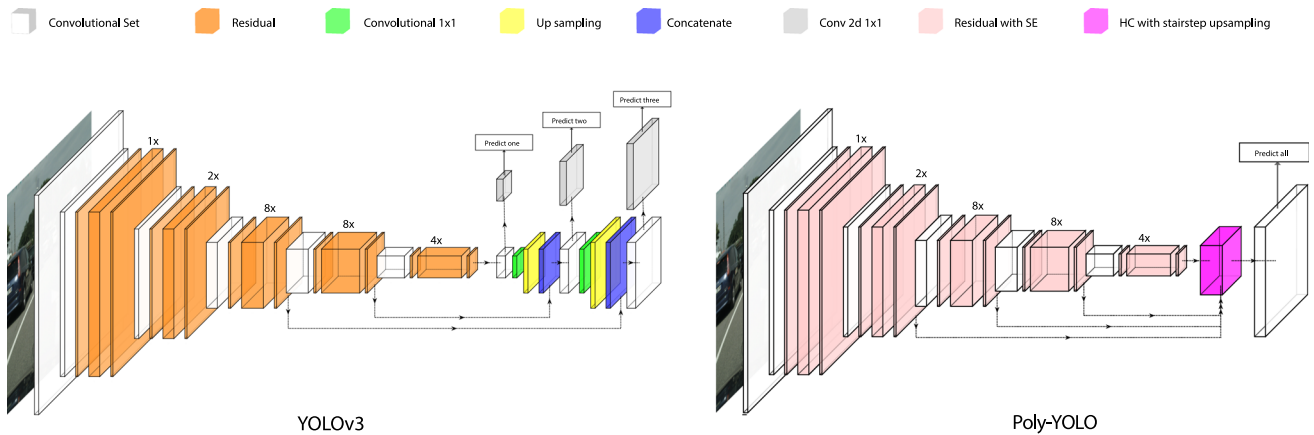 Convolutional Set
Residual
Convolutional 1x1
Up sampling
Concatenate
Conv 2d 1x1
Residual with SE
HC with stairstep upsampling
Predict three
Predict two
Predict one
1x
2x
8x
8x
4x
YOLOv3
Predict all
1x
2x
8x
8x
4x
Poly-YOLO